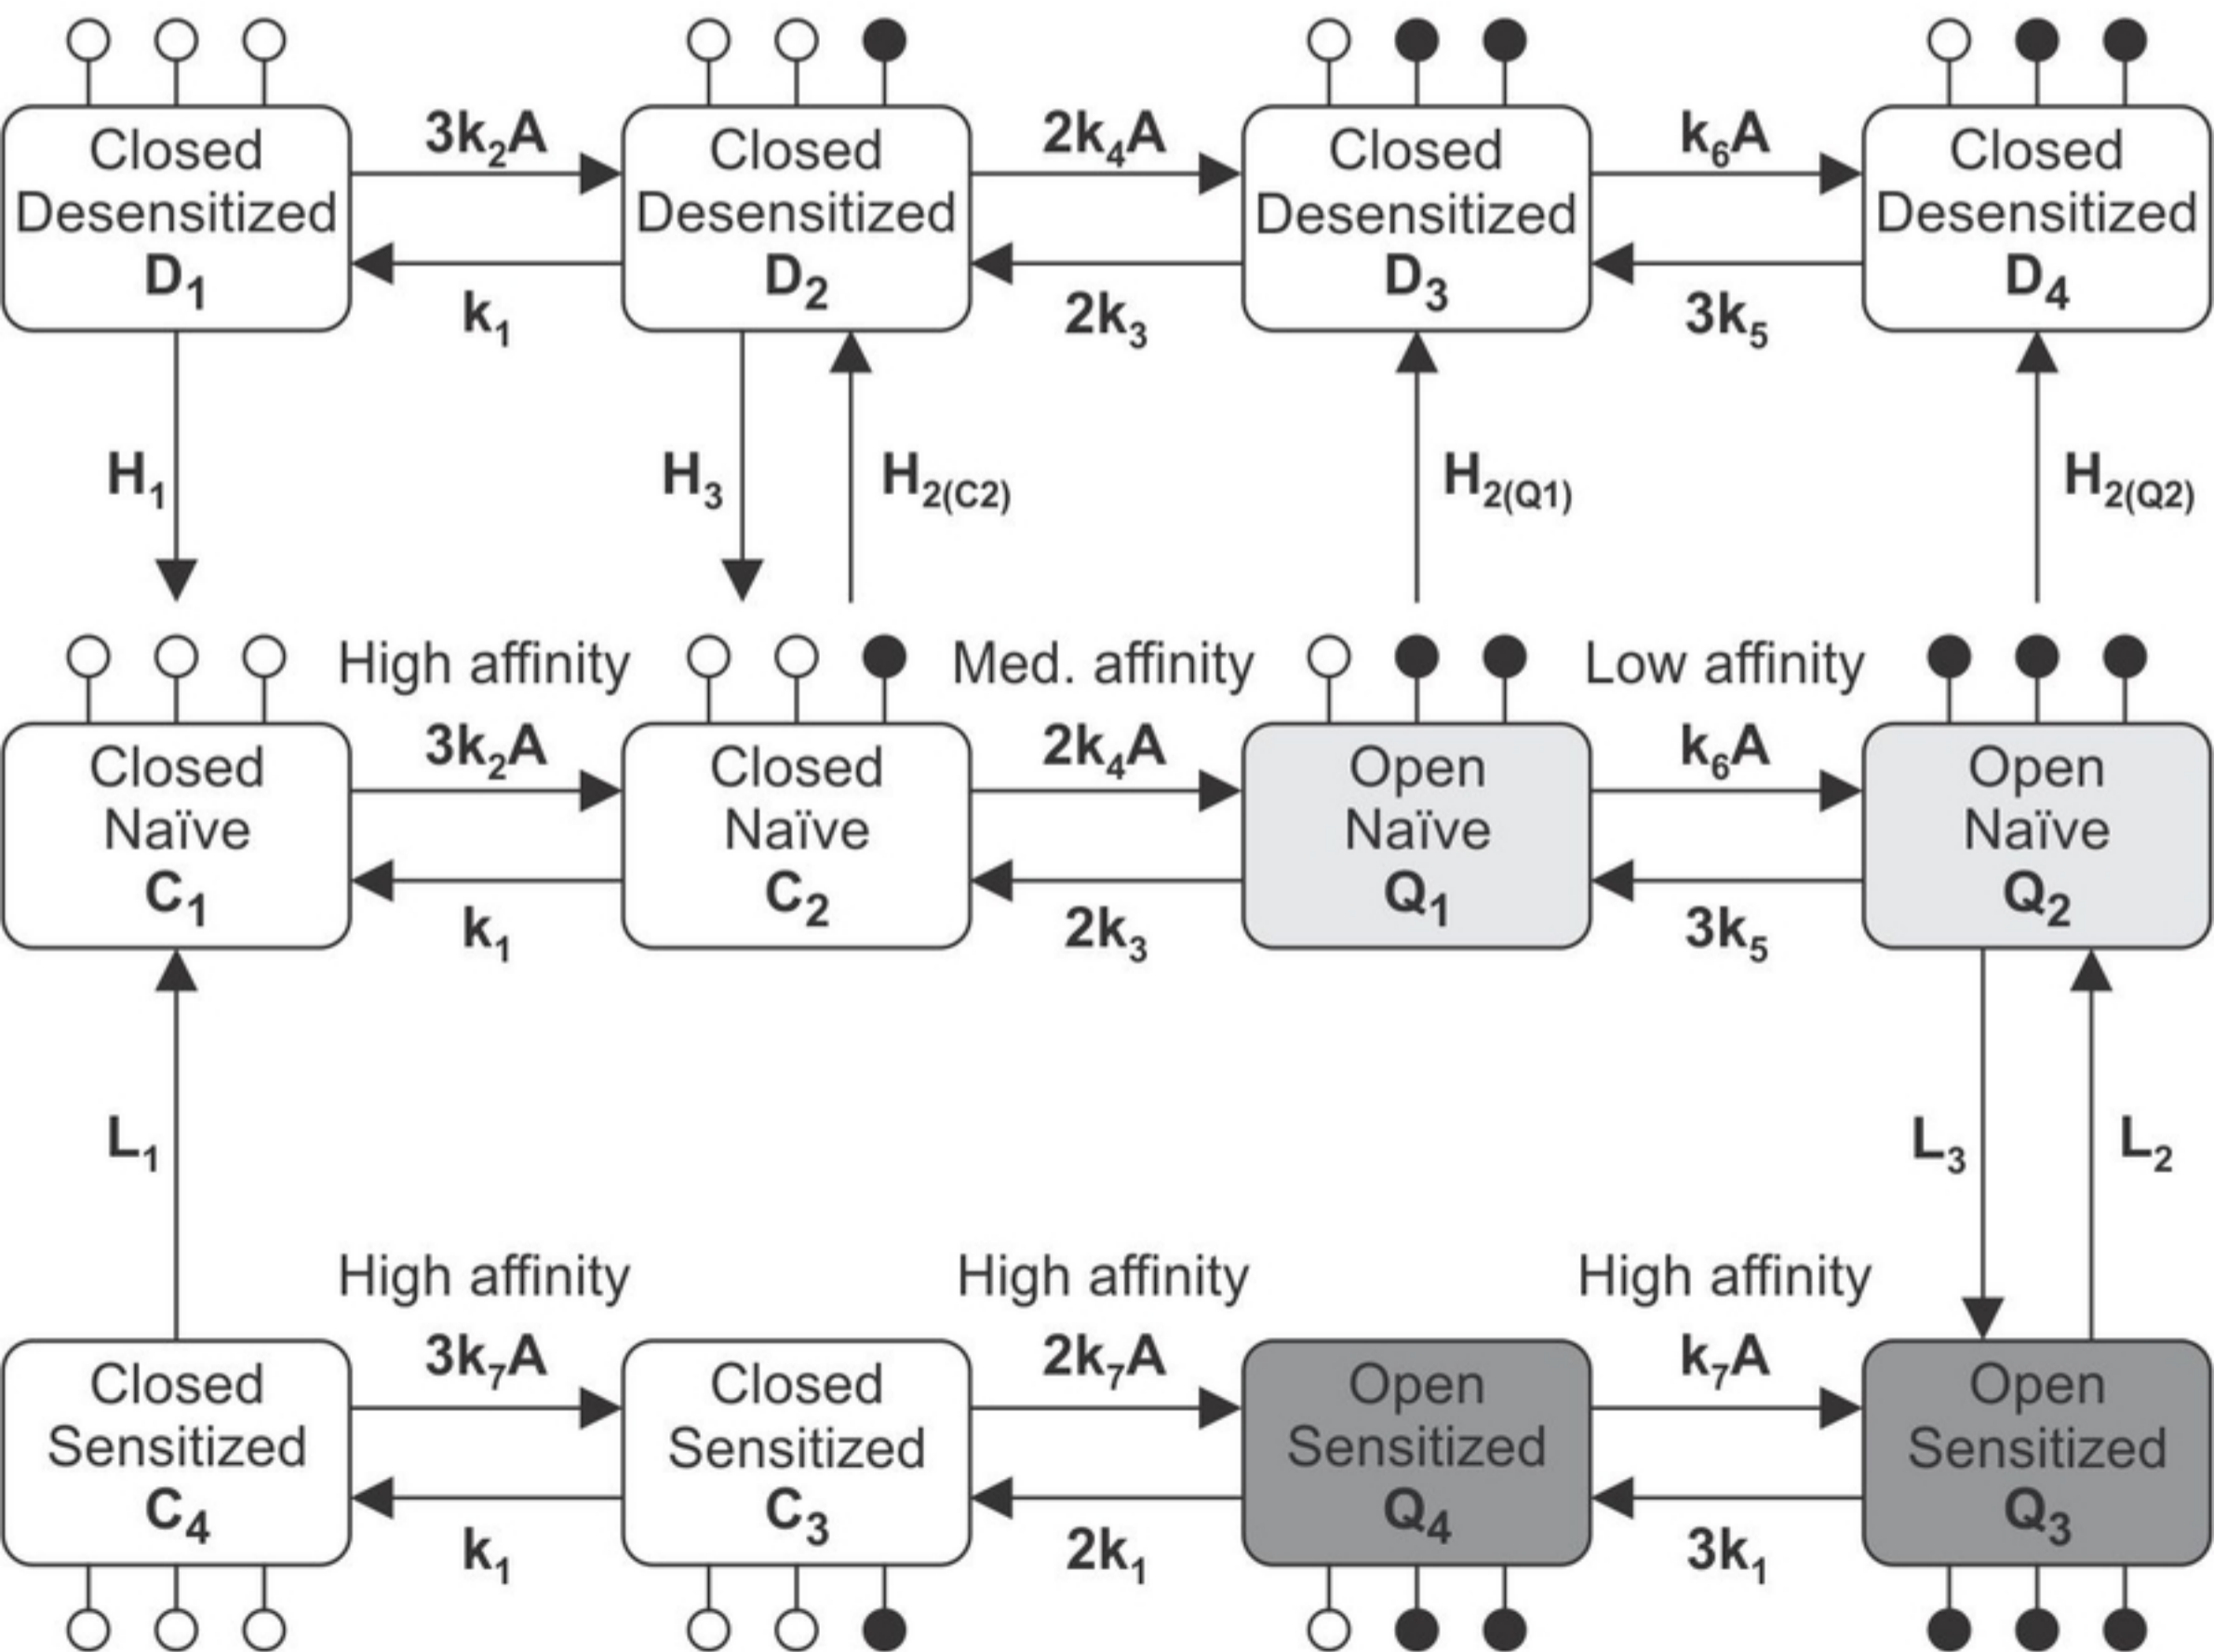 3k₂A
2k₄A
k₆A
Closed
Desensitized
D₁
Closed
Desensitized
D₂
Closed
Desensitized
D₃
Closed
Desensitized
D₄
k₁
2k₃
3k₅
H₁
H₃
H₂(C2)
H₂(Q1)
H₂(Q2)
High affinity
Med. affinity
Low affinity
3k₂A
2k₄A
k₆A
Closed
Naïve
C₁
Closed
Naïve
C₂
Open
Naïve
Q₁
Open
Naïve
Q₂
k₁
2k₃
3k₅
L₁
L₃
L₂
High affinity
High affinity
High affinity
3k₇A
2k₇A
k₇A
Closed
Sensitized
C₄
Closed
Sensitized
C₃
Open
Sensitized
Q₄
Open
Sensitized
Q₃
k₁
2k₁
3k₁